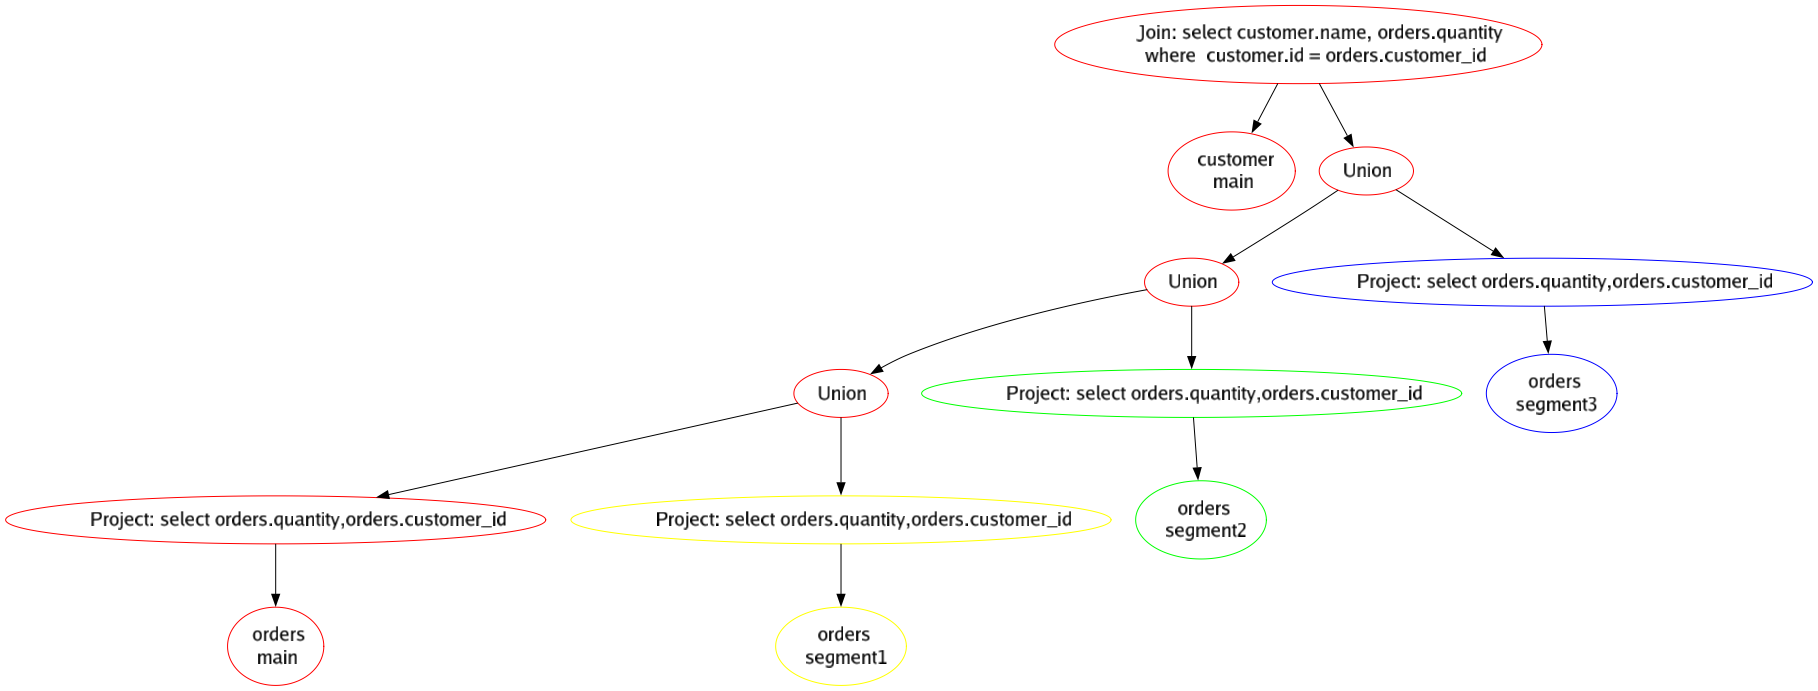 Join: select customer.name, orders.quantity
where  customer.id = orders.customer_id
customer
main
Union
Union
Project: select orders.quantity,orders.customer_id
Union
Project: select orders.quantity,orders.customer_id
orders
segment3
Project: select orders.quantity,orders.customer_id
Project: select orders.quantity,orders.customer_id
orders
segment2
orders
main
orders
segment1